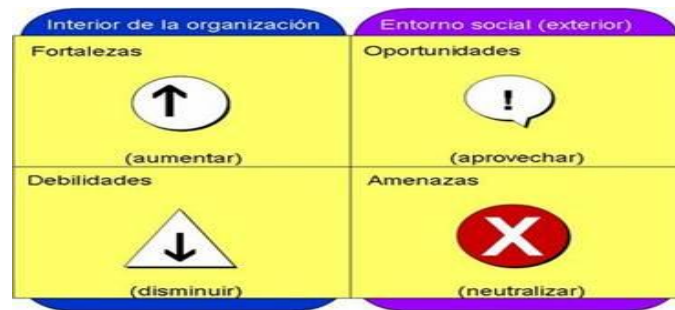 Interior de la organización
Entorno social (exterior)
Fortalezas
Oportunidades
!
(aumentar)
(aprovechar)
Debilidades
Amenazas
X
(disminuir)
(neutralizar)